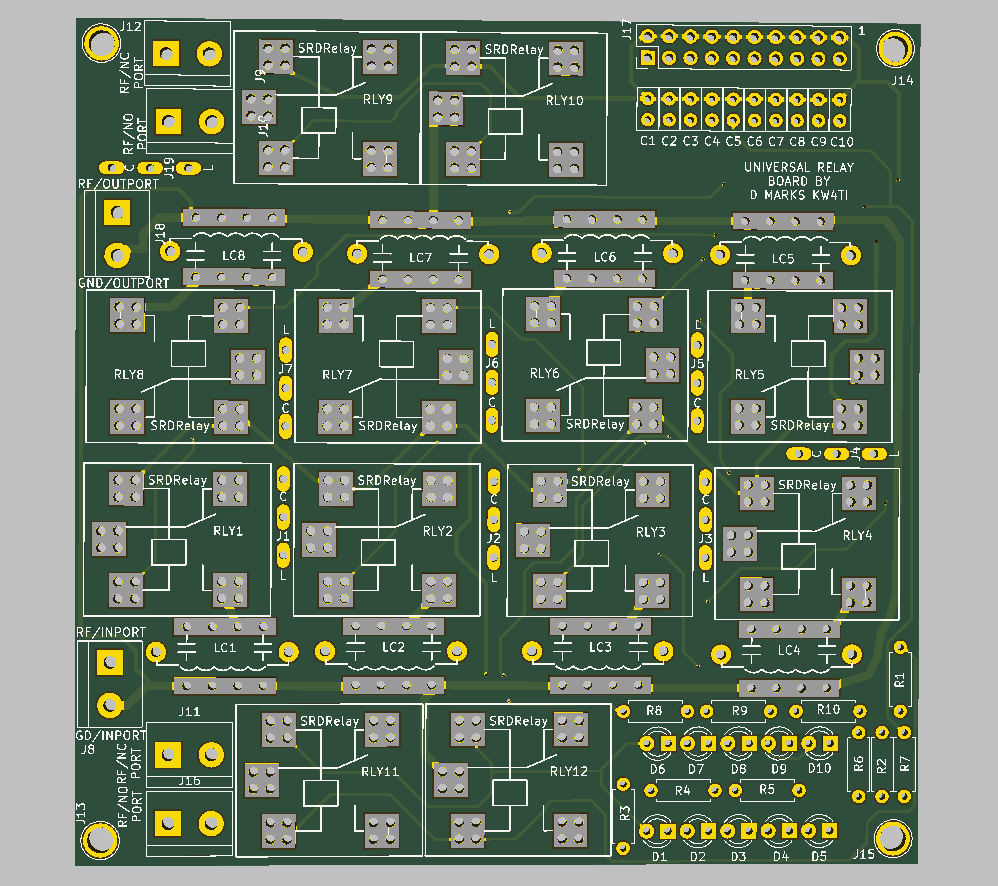 J12
RF/NC
PORT
J9
SRDRelay
RLY9
SRDRelay
RLY10
J17
1
J14
RF/NO
PORT
J10
C J19 L
C1 C2 C3 C4 C5 C6 C7 C8 C9 C10
UNIVERSAL RELAY
BOARD BY
D MARKS KW4TI
RF/OUTPORT
J18
GND/OUTPORT
LC8
LC7
LC6
LC5
RLY8
SRDRelay
L
J7
C
RLY7
SRDRelay
L
J6
C
RLY6
SRDRelay
L
J5
C
RLY5
SRDRelay
C J4 L
SRDRelay
RLY1
C
J1
L
SRDRelay
RLY2
C
J2
L
SRDRelay
RLY3
C
J3
L
SRDRelay
RLY4
RF/INPORT
LC1
LC2
LC3
LC4
GD/INPORT
J8
J11
RF/NC
PORT
J16
RF/NO
PORT
J13
SRDRelay
RLY11
SRDRelay
RLY12
R1
R8
R9
R10
D6 D7 D8 D9 D10
R6
R2
R7
R4
R5
R3
D1 D2 D3 D4 D5
J15